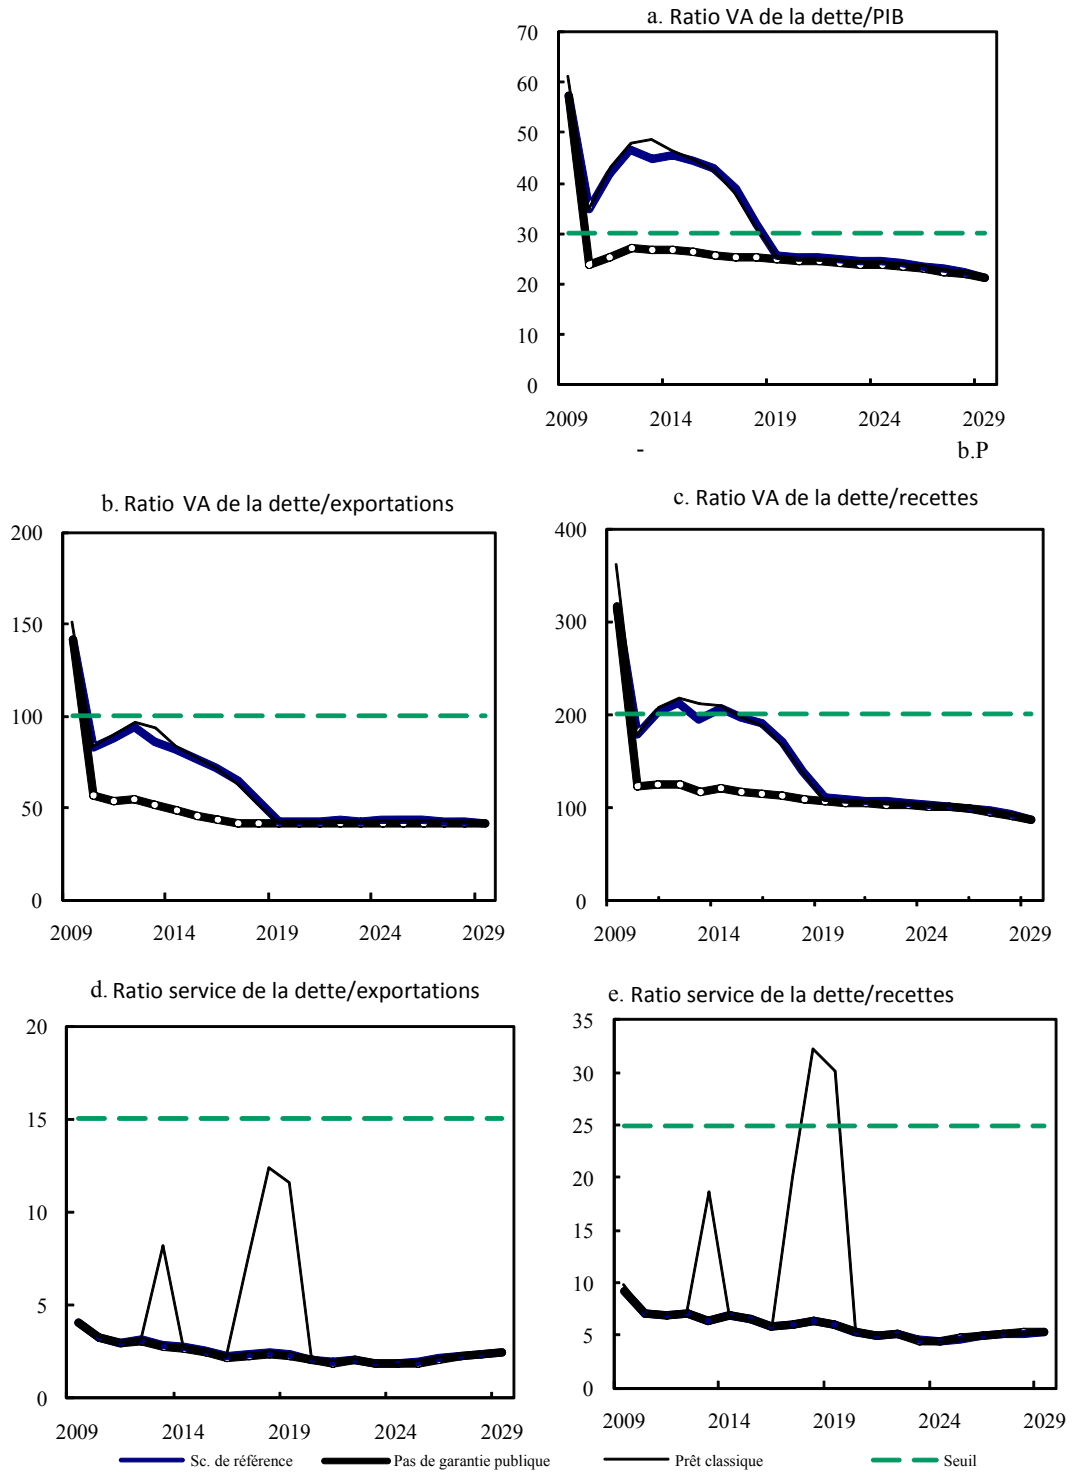 a. Ratio VA de la dette/PIB
70
60
50
40
30
20
10
0
2009 2014 2019 2024 2029
- b.P
b. Ratio VA de la dette/exportations
200
150
100
50
0
2009 2014 2019 2024 2029
c. Ratio VA de la dette/recettes
400
300
200
100
0
2009 2014 2019 2024 2029
d. Ratio service de la dette/exportations
20
15
10
5
0
2009 2014 2019 2024 2029
e. Ratio service de la dette/recettes
35
30
25
20
15
10
5
0
2009 2014 2019 2024 2029
Sc. de référence Pas de garantie publique Prêt classique Seuil